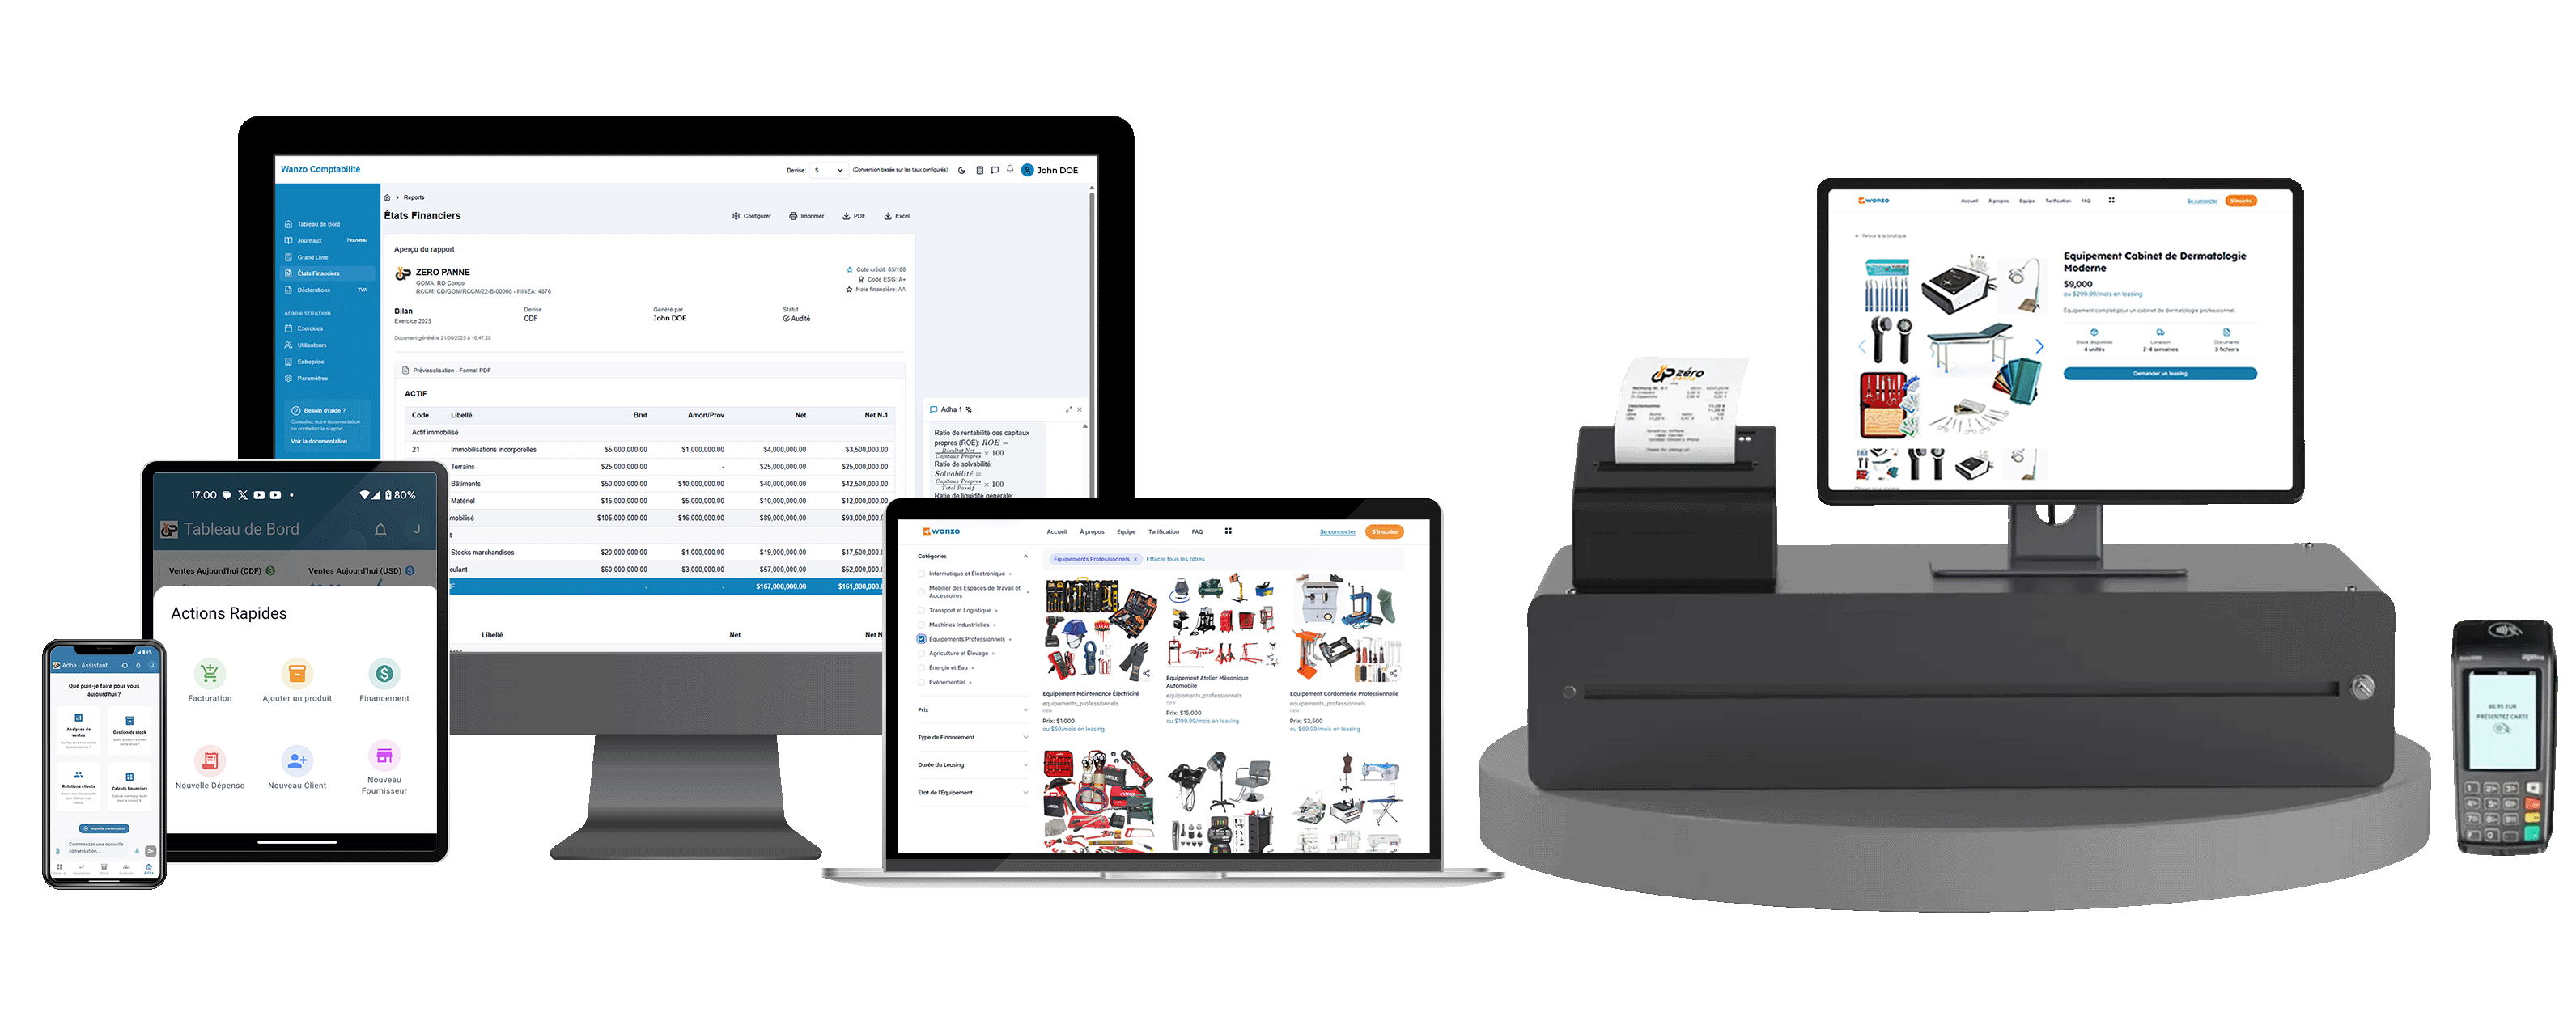 Wanzo Comptabilité
Devise: $ (Conversion basée sur les taux configurés) John DOE
Reports
États Financiers
Configurer Imprimer PDF Excel
Tableau de Bord
Journaux Nouveau
Grand Livre
États Financiers
Déclarations TVA
ADMINISTRATION
Exercices
Utilisateurs
Entreprise
Paramètres
Besoin d'aide ?
Consultez notre documentation
ou contactez le support.
Voir la documentation
Aperçu du rapport
ZERO PANNE
GOMA, RD Congo
RCCM: CD/GOM/RCCM/22-B-00008 - NINEA: 4876
Cote crédit: 85/100
Code ESG: A+
Note financière: AA
Bilan
Exercice 2025
Devise
CDF
Généré par
John DOE
Statut
Audité
Document généré le 21/06/2025 à 16:47:28
Prévisualisation - Format PDF
ACTIF
Code Libellé Brut Amort/Prov Net Net N-1
Actif immobilisé
21 Immobilisations incorporelles $5,000,000.00 $1,000,000.00 $4,000,000.00 $3,500,000.00
Terrains $25,000,000.00 - $25,000,000.00 $25,000,000.00
Bâtiments $50,000,000.00 $10,000,000.00 $40,000,000.00 $42,500,000.00
Matériel $15,000,000.00 $5,000,000.00 $10,000,000.00 $12,000,000.00
mobilisé $105,000,000.00 $16,000,000.00 $89,000,000.00 $93,000,000.
Stocks marchandises $20,000,000.00 $1,000,000.00 $19,000,000.00 $17,500,000.
culant $60,000,000.00 $3,000,000.00 $57,000,000.00 $52,000,000.
F - - $167,000,000.00 $161,800,000.
Libellé Net Net N
Adha 1
Ratio de rentabilité des capitaux
propres (ROE): ROE =
Résultat Net / Capitaux Propres × 100
Ratio de solvabilité:
Solvabilité =
Capitaux Propres / Total Passif × 100
Ratio de liquidité générale:
17:00 80%
Tableau de Bord J
Ventes Aujourd'hui (CDF) Ventes Aujourd'hui (USD)
Actions Rapides
Facturation Ajouter un produit Financement
Nouvelle Dépense Nouveau Client Nouveau
Fournisseur
Adha - Assistant ... J
Que puis-je faire pour vous
aujourd'hui ?
Analyses de
ventes
Gestion de stock
Relations clients
Calculs financiers
Nouvelle conversation
Commencer une nouvelle
conversation...
wanzo Accueil À propos Equipe Tarification FAQ Se connecter S'inscrire
Catégories
Informatique et Électronique +
Mobilier des Espaces de Travail et
Accessoires +
Transport et Logistique +
Machines Industrielles +
Équipements Professionnels +
Agriculture et Élevage +
Énergie et Eau +
Événementiel +
Prix
Type de Financement
Durée du Leasing
État de l'Équipement
Équipements Professionnels × Effacer tous les filtres
Equipement Maintenance Électricité
equipements_professionnels
new
Prix: $1,000
ou $50/mois en leasing
Equipement Atelier Mécanique
Automobile
equipements_professionnels
new
Prix: $15,000
ou $199.99/mois en leasing
Equipement Cordonnerie Professionnelle
equipements_professionnels
new
Prix: $2,500
ou $69.99/mois en leasing
zéro
wanzo Accueil À propos Equipe Tarification FAQ Se connecter S'inscrire
Retour à la boutique
Equipement Cabinet de Dermatologie
Moderne
$9,000
ou $299.99/mois en leasing
Équipement complet pour un cabinet de dermatologie professionnel.
Stock disponible
4 unités
Livraison
2-4 semaines
Documents
3 fichiers
Demander un leasing
PRÉSENTEZ CARTE